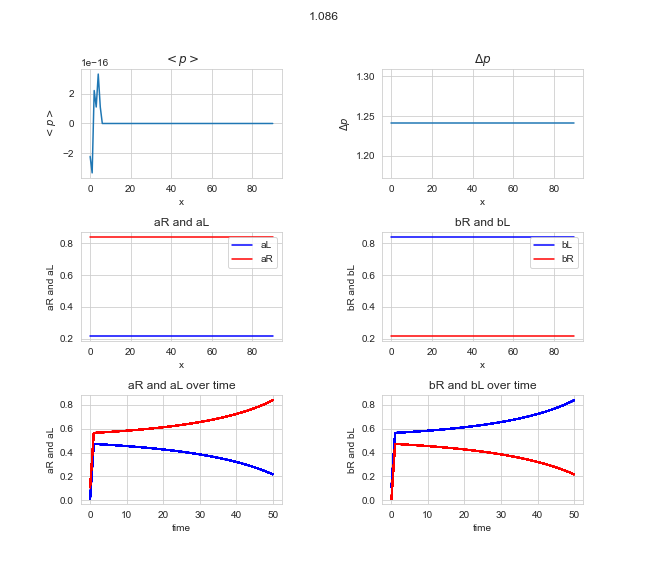 1.086
< p >
Δp
1e−16
< p >
2
0
−2
0 20 40 60 80
x
Δp
1.30
1.25
1.20
0 20 40 60 80
x
aR and aL
bR and bL
aR and aL
0.8
0.6
0.4
0.2
aL
aR
0 20 40 60 80
x
bR and bL
0.8
0.6
0.4
0.2
bL
bR
0 20 40 60 80
x
aR and aL over time
bR and bL over time
aR and aL
0.8
0.6
0.4
0.2
0.0
0 10 20 30 40 50
time
bR and bL
0.8
0.6
0.4
0.2
0.0
0 10 20 30 40 50
time